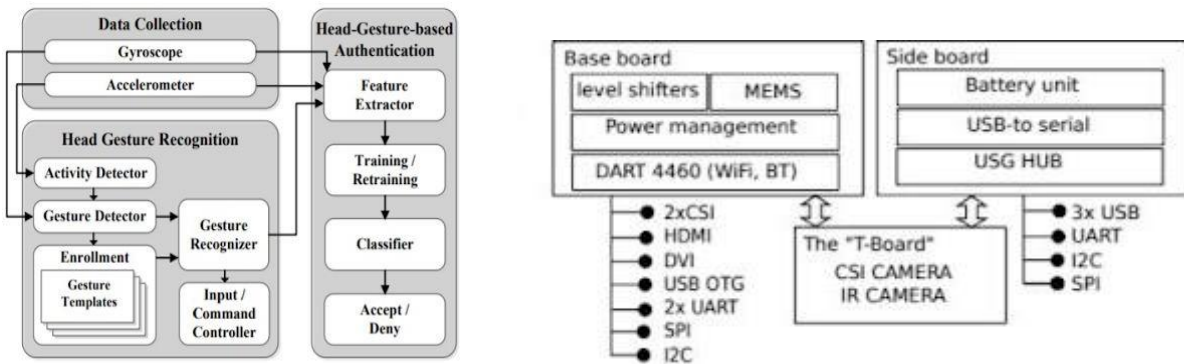 Data Collection
Gyroscope
Accelerometer
Head Gesture Recognition
Activity Detector
Gesture Detector
Enrollment
Gesture
Templates
Gesture
Recognizer
Input /
Command
Controller
Head-Gesture-based
Authentication
Feature
Extractor
Training /
Retraining
Classifier
Accept /
Deny
Base board
level shifters
MEMS
Power management
DART 4460 (WiFi, BT)
2xCSI
HDMI
DVI
USB OTG
2x UART
SPI
I2C
Side board
Battery unit
USB-to serial
USG HUB
3x USB
UART
I2C
SPI
The "T-Board"
CSI CAMERA
IR CAMERA